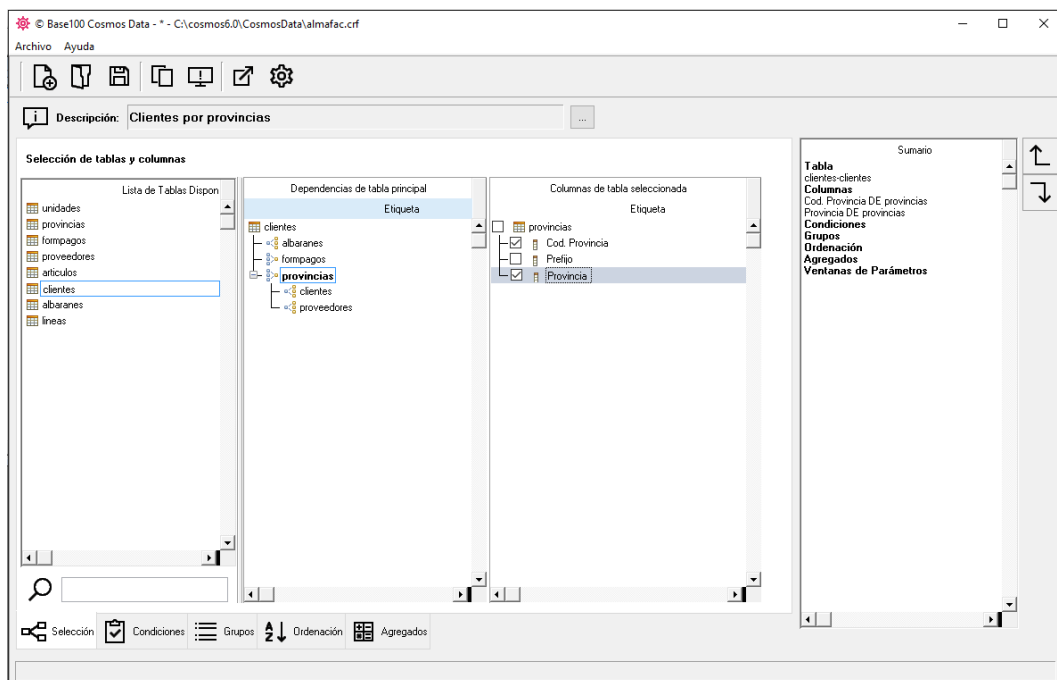 © Base100 Cosmos Data - * - C:\cosmos6.0\CosmosData\almafac.crf
Archivo Ayuda
Descripción: Clientes por provincias ...
Selección de tablas y columnas
Lista de Tablas Dispon
unidades
provincias
formpagos
proveedores
articulos
clientes
albaranes
lineas
Dependencias de tabla principal
Etiqueta
clientes
albaranes
formpagos
provincias
clientes
proveedores
Columnas de tabla seleccionada
Etiqueta
provincias
Cod. Provincia
Prefijo
Provincia
Sumario
Tabla
clientes-clientes
Columnas
Cod. Provincia DE provincias
Provincia DE provincias
Condiciones
Grupos
Ordenación
Agregados
Ventanas de Parámetros
Selección Condiciones Grupos Ordenación Agregados